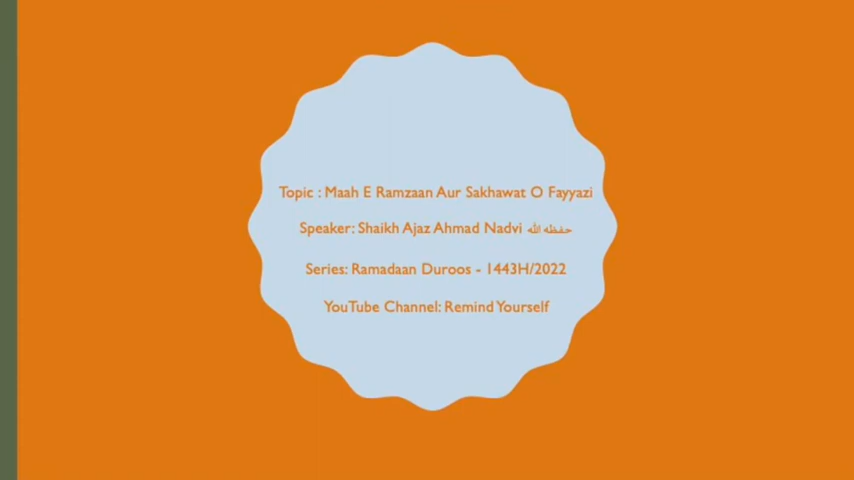 Topic : Maah E Ramzaan Aur Sakhawat O Fayyazi
Speaker: Shaikh Ajaz Ahmad Nadvi حفظه الله
Series: Ramadaan Duroos - 1443H/2022
YouTube Channel: Remind Yourself